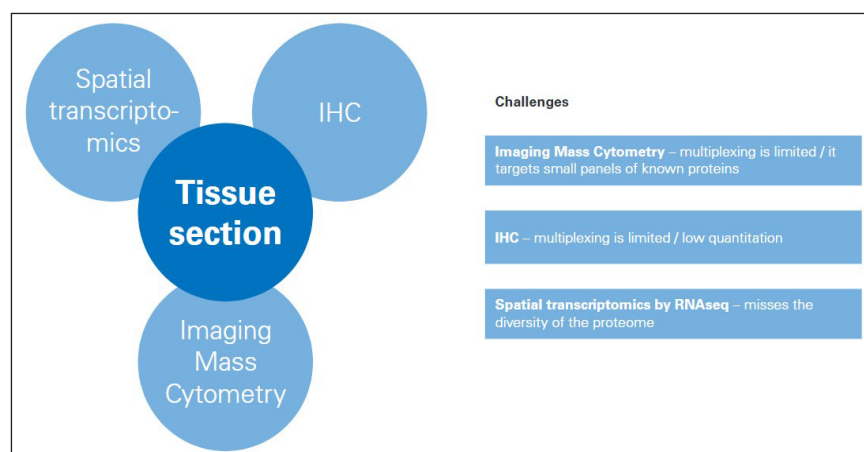 Spatial
transcripto-
mics
IHC
Tissue
section
Imaging
Mass
Cytometry
Challenges
Imaging Mass Cytometry – multiplexing is limited / it
targets small panels of known proteins
IHC – multiplexing is limited / low quantitation
Spatial transcriptomics by RNAseq – misses the
diversity of the proteome